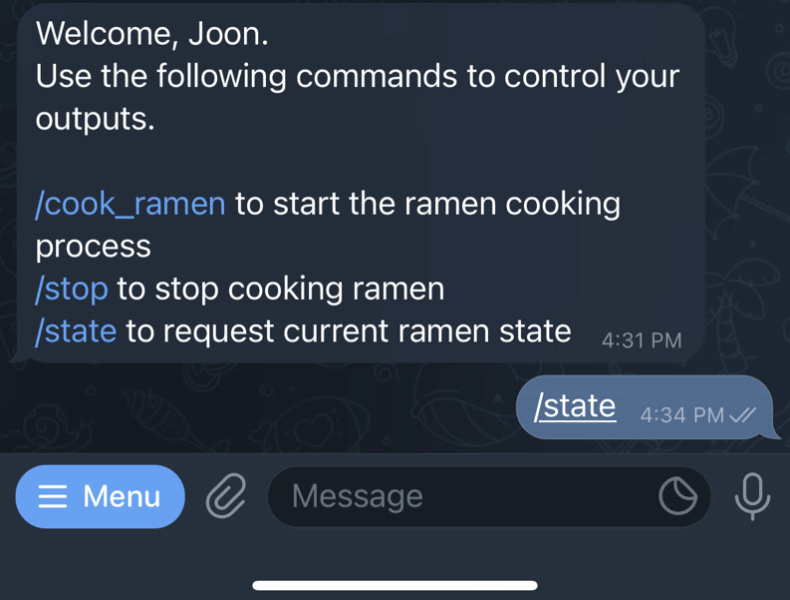 Welcome, Joon.
Use the following commands to control your
outputs.
/cook_ramen to start the ramen cooking
process
/stop to stop cooking ramen
/state to request current ramen state 4:31 PM
/state 4:34 PM
Menu
Message